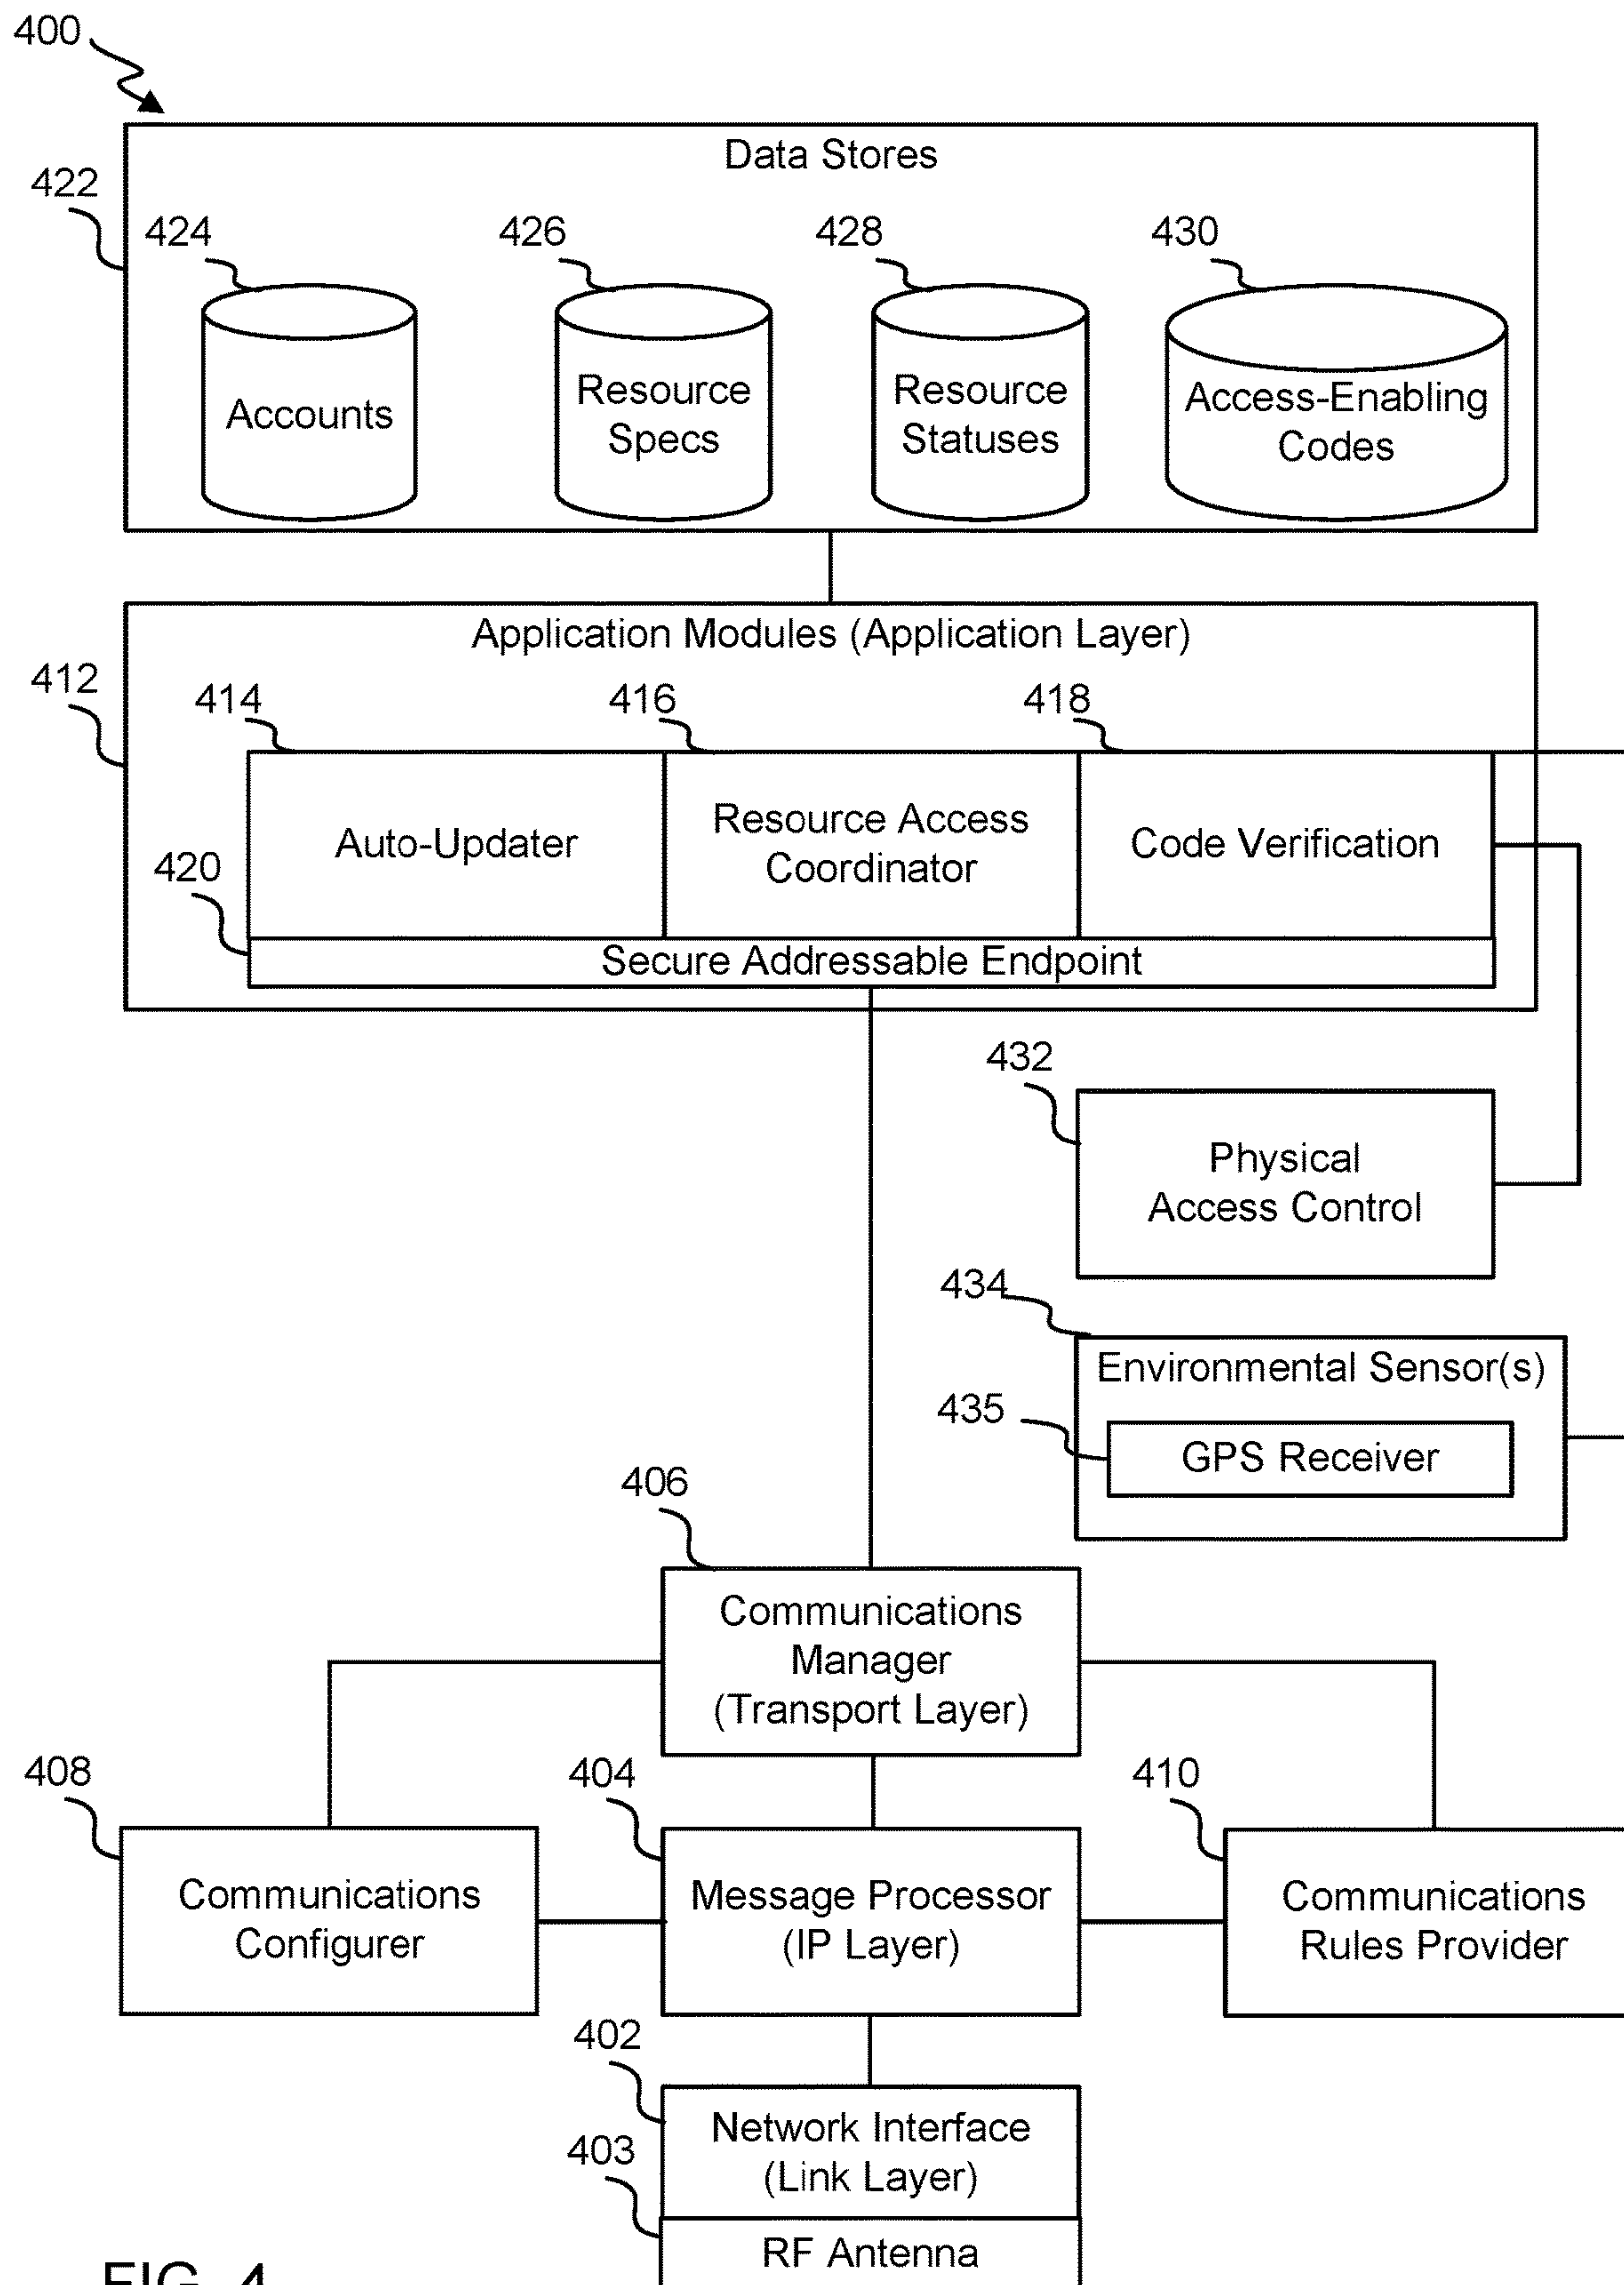 400
Data Stores
422
424
426
428
430
Accounts
Resource
Specs
Resource
Statuses
Access-Enabling
Codes
Application Modules (Application Layer)
412
414
416
418
Auto-Updater
Resource Access
Coordinator
Code Verification
420
Secure Addressable Endpoint
432
Physical
Access Control
434
Environmental Sensor(s)
435
GPS Receiver
406
Communications
Manager
(Transport Layer)
408
404
410
Communications
Configurer
Message Processor
(IP Layer)
Communications
Rules Provider
402
Network Interface
(Link Layer)
403
RF Antenna
FIG. 4